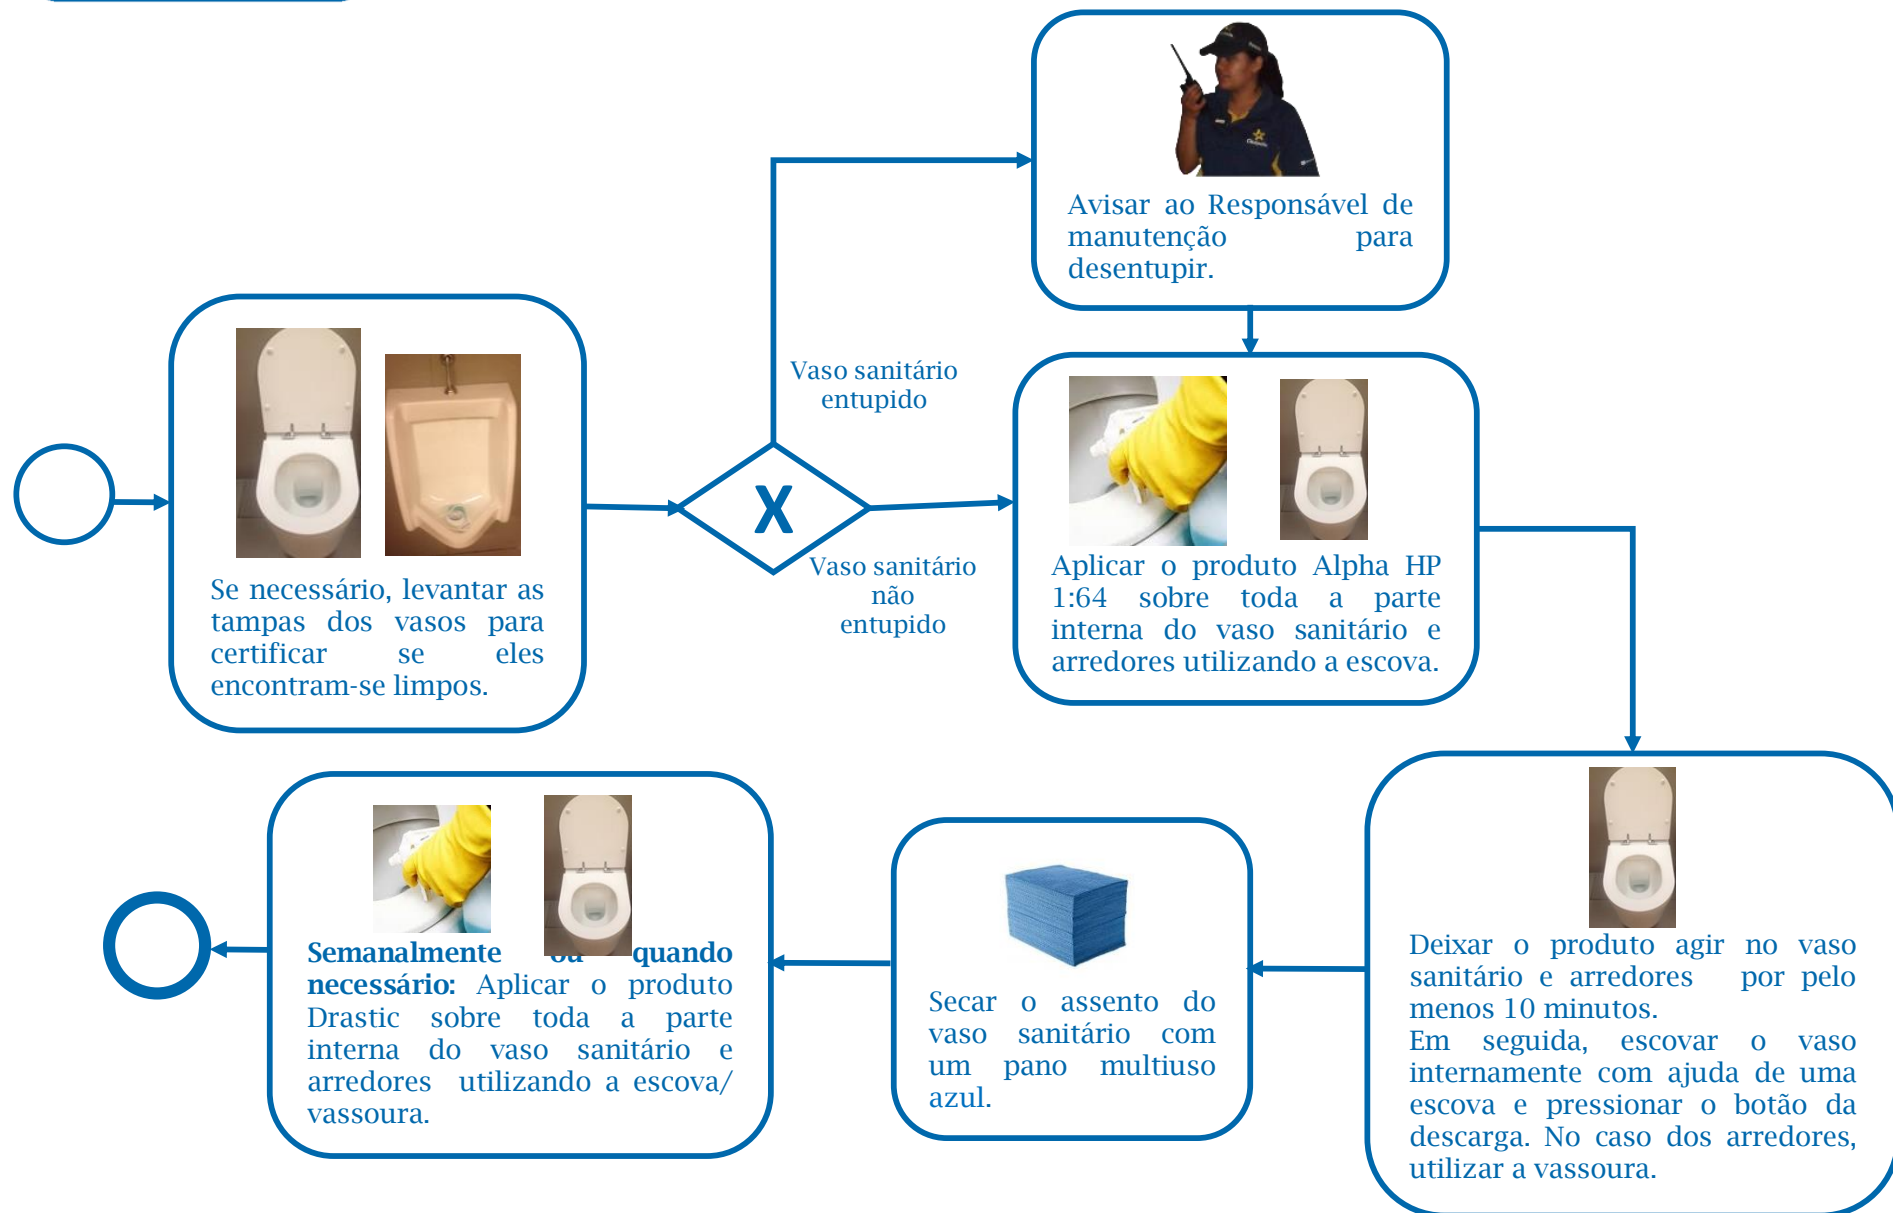 Avisar ao Responsável de
manutenção para
desentupir.
Vaso sanitário
entupido
Se necessário, levantar as
tampas dos vasos para
certificar se eles
encontram-se limpos.
X
Vaso sanitário
não
entupido
Aplicar o produto Alpha HP
1:64 sobre toda a parte
interna do vaso sanitário e
arredores utilizando a escova.
Deixar o produto agir no vaso
sanitário e arredores por pelo
menos 10 minutos.
Em seguida, escovar o vaso
internamente com ajuda de uma
escova e pressionar o botão da
descarga. No caso dos arredores,
utilizar a vassoura.
Secar o assento do
vaso sanitário com
um pano multiuso
azul.
Semanalmente ou quando
necessário: Aplicar o produto
Drastic sobre toda a parte
interna do vaso sanitário e
arredores utilizando a escova/
vassoura.